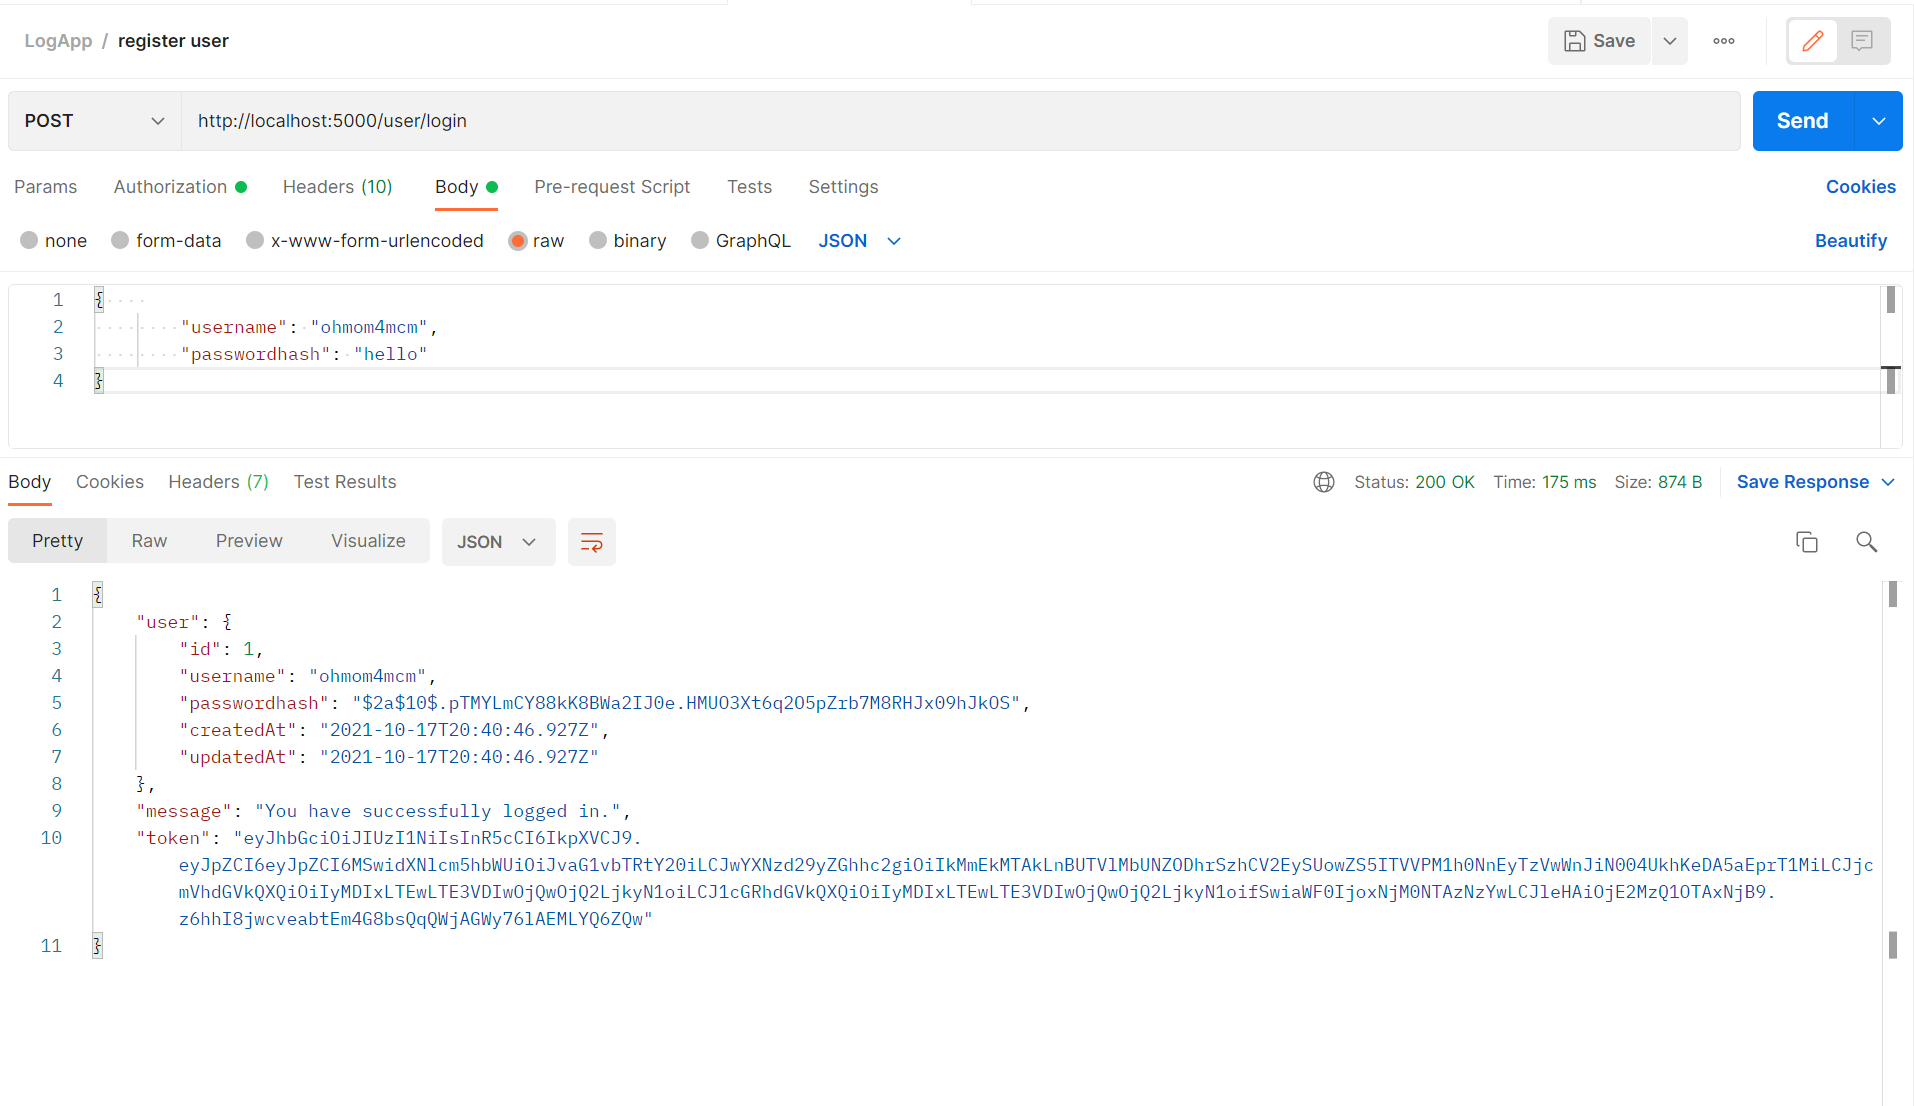 LogApp / register user
Save
POST
http://localhost:5000/user/login
Send
Params Authorization Headers (10) Body Pre-request Script Tests Settings Cookies
none form-data x-www-form-urlencoded raw binary GraphQL JSON Beautify
1 {
2 "username": "ohmom4mcm",
3 "passwordhash": "hello"
4 }
Body Cookies Headers (7) Test Results Status: 200 OK Time: 175 ms Size: 874 B Save Response
Pretty Raw Preview Visualize JSON
1 {
2 "user": {
3 "id": 1,
4 "username": "ohmom4mcm",
5 "passwordhash": "$2a$10$.pTMYLmCY88kK8BWa2IJ0e.HMUO3Xt6q2O5pZrb7M8RHJx09hJkOS",
6 "createdAt": "2021-10-17T20:40:46.927Z",
7 "updatedAt": "2021-10-17T20:40:46.927Z"
8 },
9 "message": "You have successfully logged in.",
10 "token": "eyJhbGciOiJIUzI1NiIsInR5cCI6IkpXVCJ9.
eyJpZCI6eyJpZCI6MSwidXNlcm5hbWUiOiJvaG1vbTRtY20iLCJwYXNzd29yZGhhc2giOiIkMmEkMTAkLnBUTVlMbUNZODhrSzhCV2EySUowZS5ITVVPM1h0NnEyTzVwWnJiN004UkhKeDA5aEprT1MiLCJjc
mVhdGVkQXQiOiIyMDIxLTEwLTE3VDIwOjQwOjQ2LjkyN1oiLCJ1cGRhdGVkQXQiOiIyMDIxLTEwLTE3VDIwOjQwOjQ2LjkyN1oifSwiaWF0IjoxNjM0NTAzNzYwLCJleHAiOjE2MzQ1OTAxNjB9.
z6hhI8jwcveabtEm4G8bsQqQWjAGWy76lAEMLYQ6ZQw"
11 }